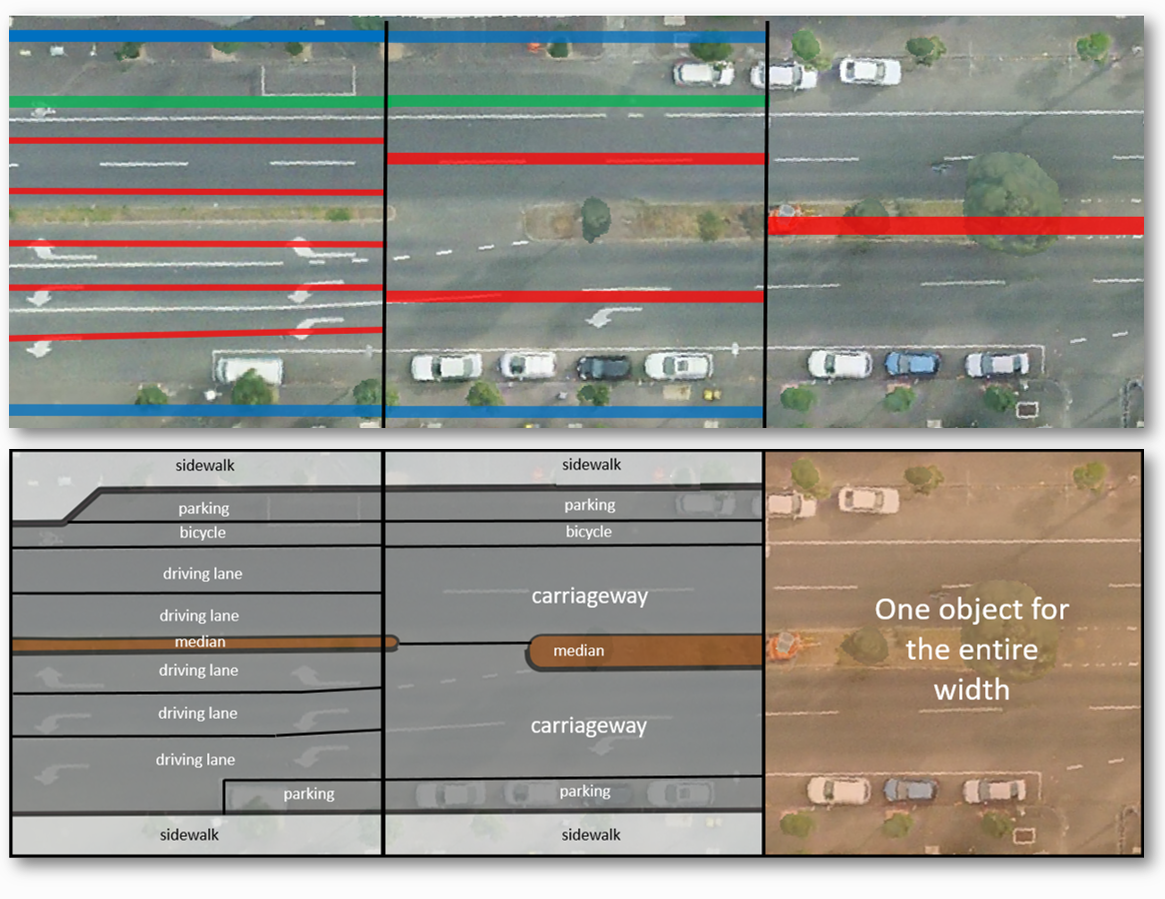 sidewalk
parking
bicycle
driving lane
driving lane
median
driving lane
driving lane
driving lane
parking
sidewalk
sidewalk
parking
bicycle
carriageway
median
carriageway
parking
sidewalk
One object for
the entire
width